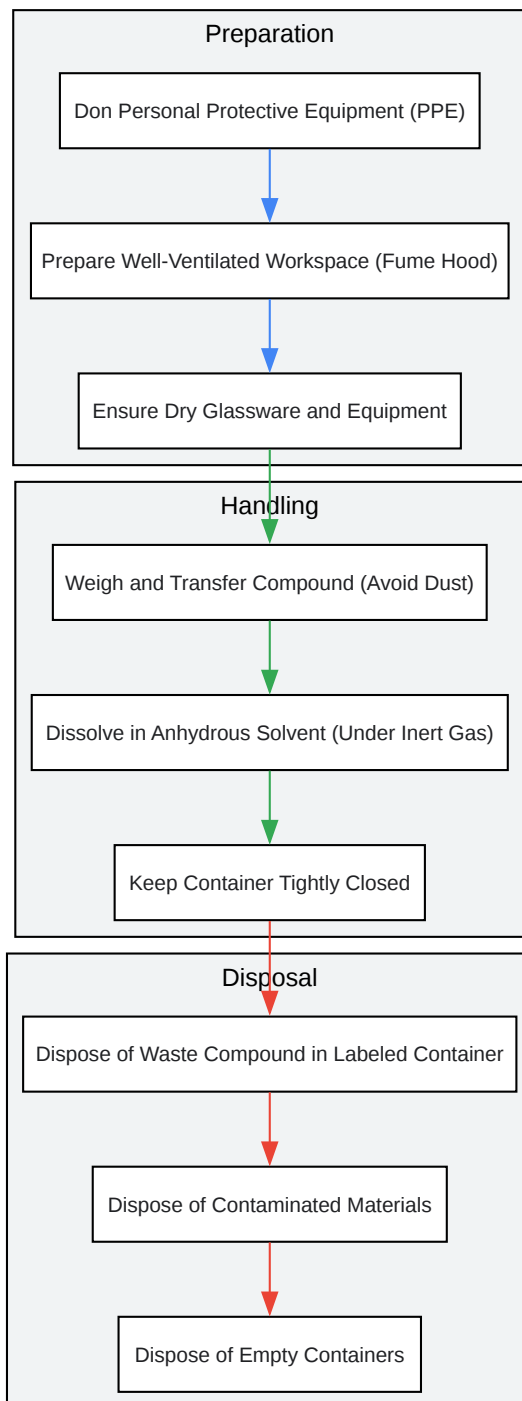 Preparation
Don Personal Protective Equipment (PPE)
Prepare Well-Ventilated Workspace (Fume Hood)
Ensure Dry Glassware and Equipment
Handling
Weigh and Transfer Compound (Avoid Dust)
Dissolve in Anhydrous Solvent (Under Inert Gas)
Keep Container Tightly Closed
Disposal
Dispose of Waste Compound in Labeled Container
Dispose of Contaminated Materials
Dispose of Empty Containers